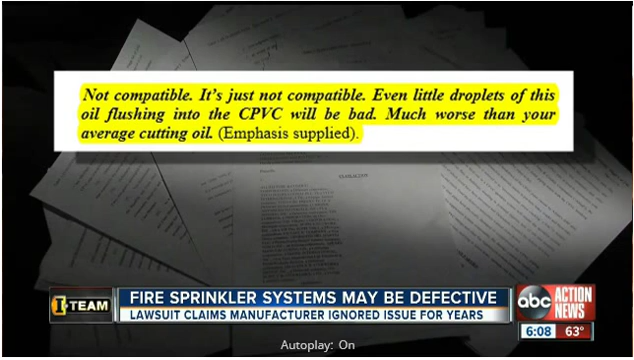 Not compatible. It's just not compatible. Even little droplets of this
oil flushing into the CPVC will be bad. Much worse than your
average cutting oil. (Emphasis supplied).
I-TEAM
FIRE SPRINKLER SYSTEMS MAY BE DEFECTIVE
LAWSUIT CLAIMS MANUFACTURER IGNORED ISSUE FOR YEARS
abc ACTION
NEWS
6:08 63°
Autoplay: On